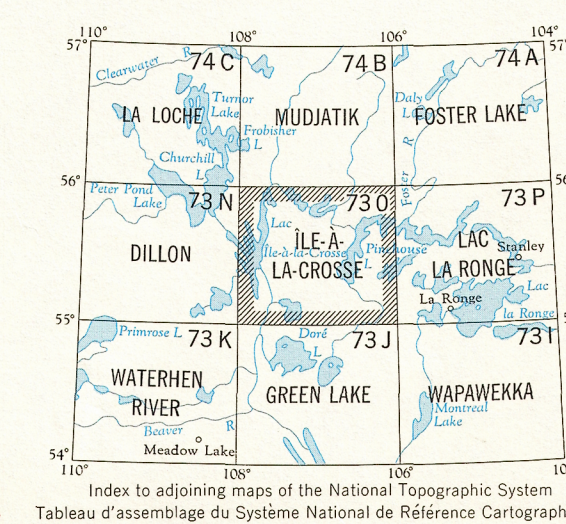 110° 108° 106° 104°
57° 57°
74 C 74 B 74 A
Clearwater R
LA LOCHE
Turnor
Lake
MUDJATIK
Daly
L
FOSTER LAKE
Frobisher
L
Churchill
L
Foster R
56° 56°
Peter Pond
Lake
73 N 73 O 73 P
DILLON
Lac
Île-à-la-Crosse
ÎLE-À-
LA-CROSSE
Pinehouse
L
LAC
LA RONGE
Stanley
La Ronge
Lac
la Ronge
55° 55°
Primrose L
73 K 73 J 73 I
Doré
L
WATERHEN
RIVER
GREEN LAKE
WAPAWEKKA
Montreal
Lake
Beaver R
Meadow Lake
54°
110° 108° 106°
Index to adjoining maps of the National Topographic System
Tableau d'assemblage du Système National de Référence Cartograph